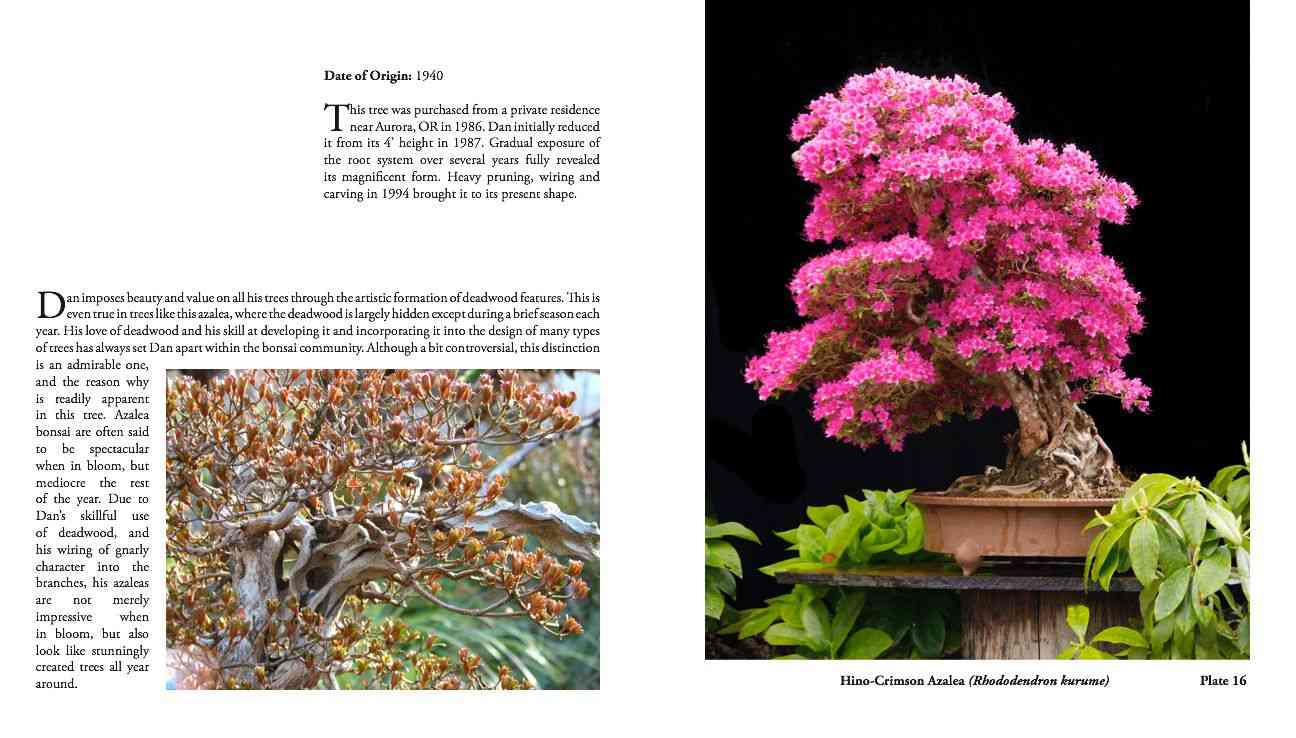 Date of Origin: 1940
This tree was purchased from a private residence
near Aurora, OR in 1986. Dan initially reduced
it from its 4' height in 1987. Gradual exposure of
the root system over several years fully revealed
its magnificent form. Heavy pruning, wiring and
carving in 1994 brought it to its present shape.
Dan imposes beauty and value on all his trees through the artistic formation of deadwood features. This is
even true in trees like this azalea, where the deadwood is largely hidden except during a brief season each
year. His love of deadwood and his skill at developing it and incorporating it into the design of many types
of trees has always set Dan apart within the bonsai community. Although a bit controversial, this distinction
is an admirable one,
and the reason why
is readily apparent
in this tree. Azalea
bonsai are often said
to be spectacular
when in bloom, but
mediocre the rest
of the year. Due to
Dan's skillful use
of deadwood, and
his wiring of gnarly
character into the
branches, his azaleas
are not merely
impressive when
in bloom, but also
look like stunningly
created trees all year
around.
Hino-Crimson Azalea (Rhododendron kurume)
Plate 16